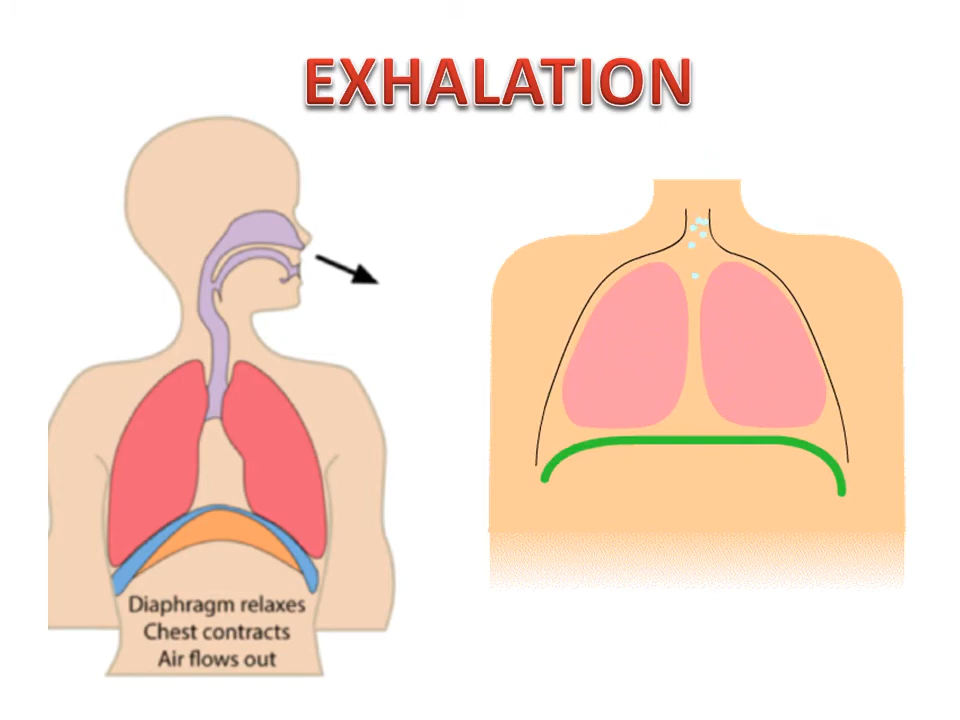 EXHALATION
Diaphragm relaxes
Chest contracts
Air flows out